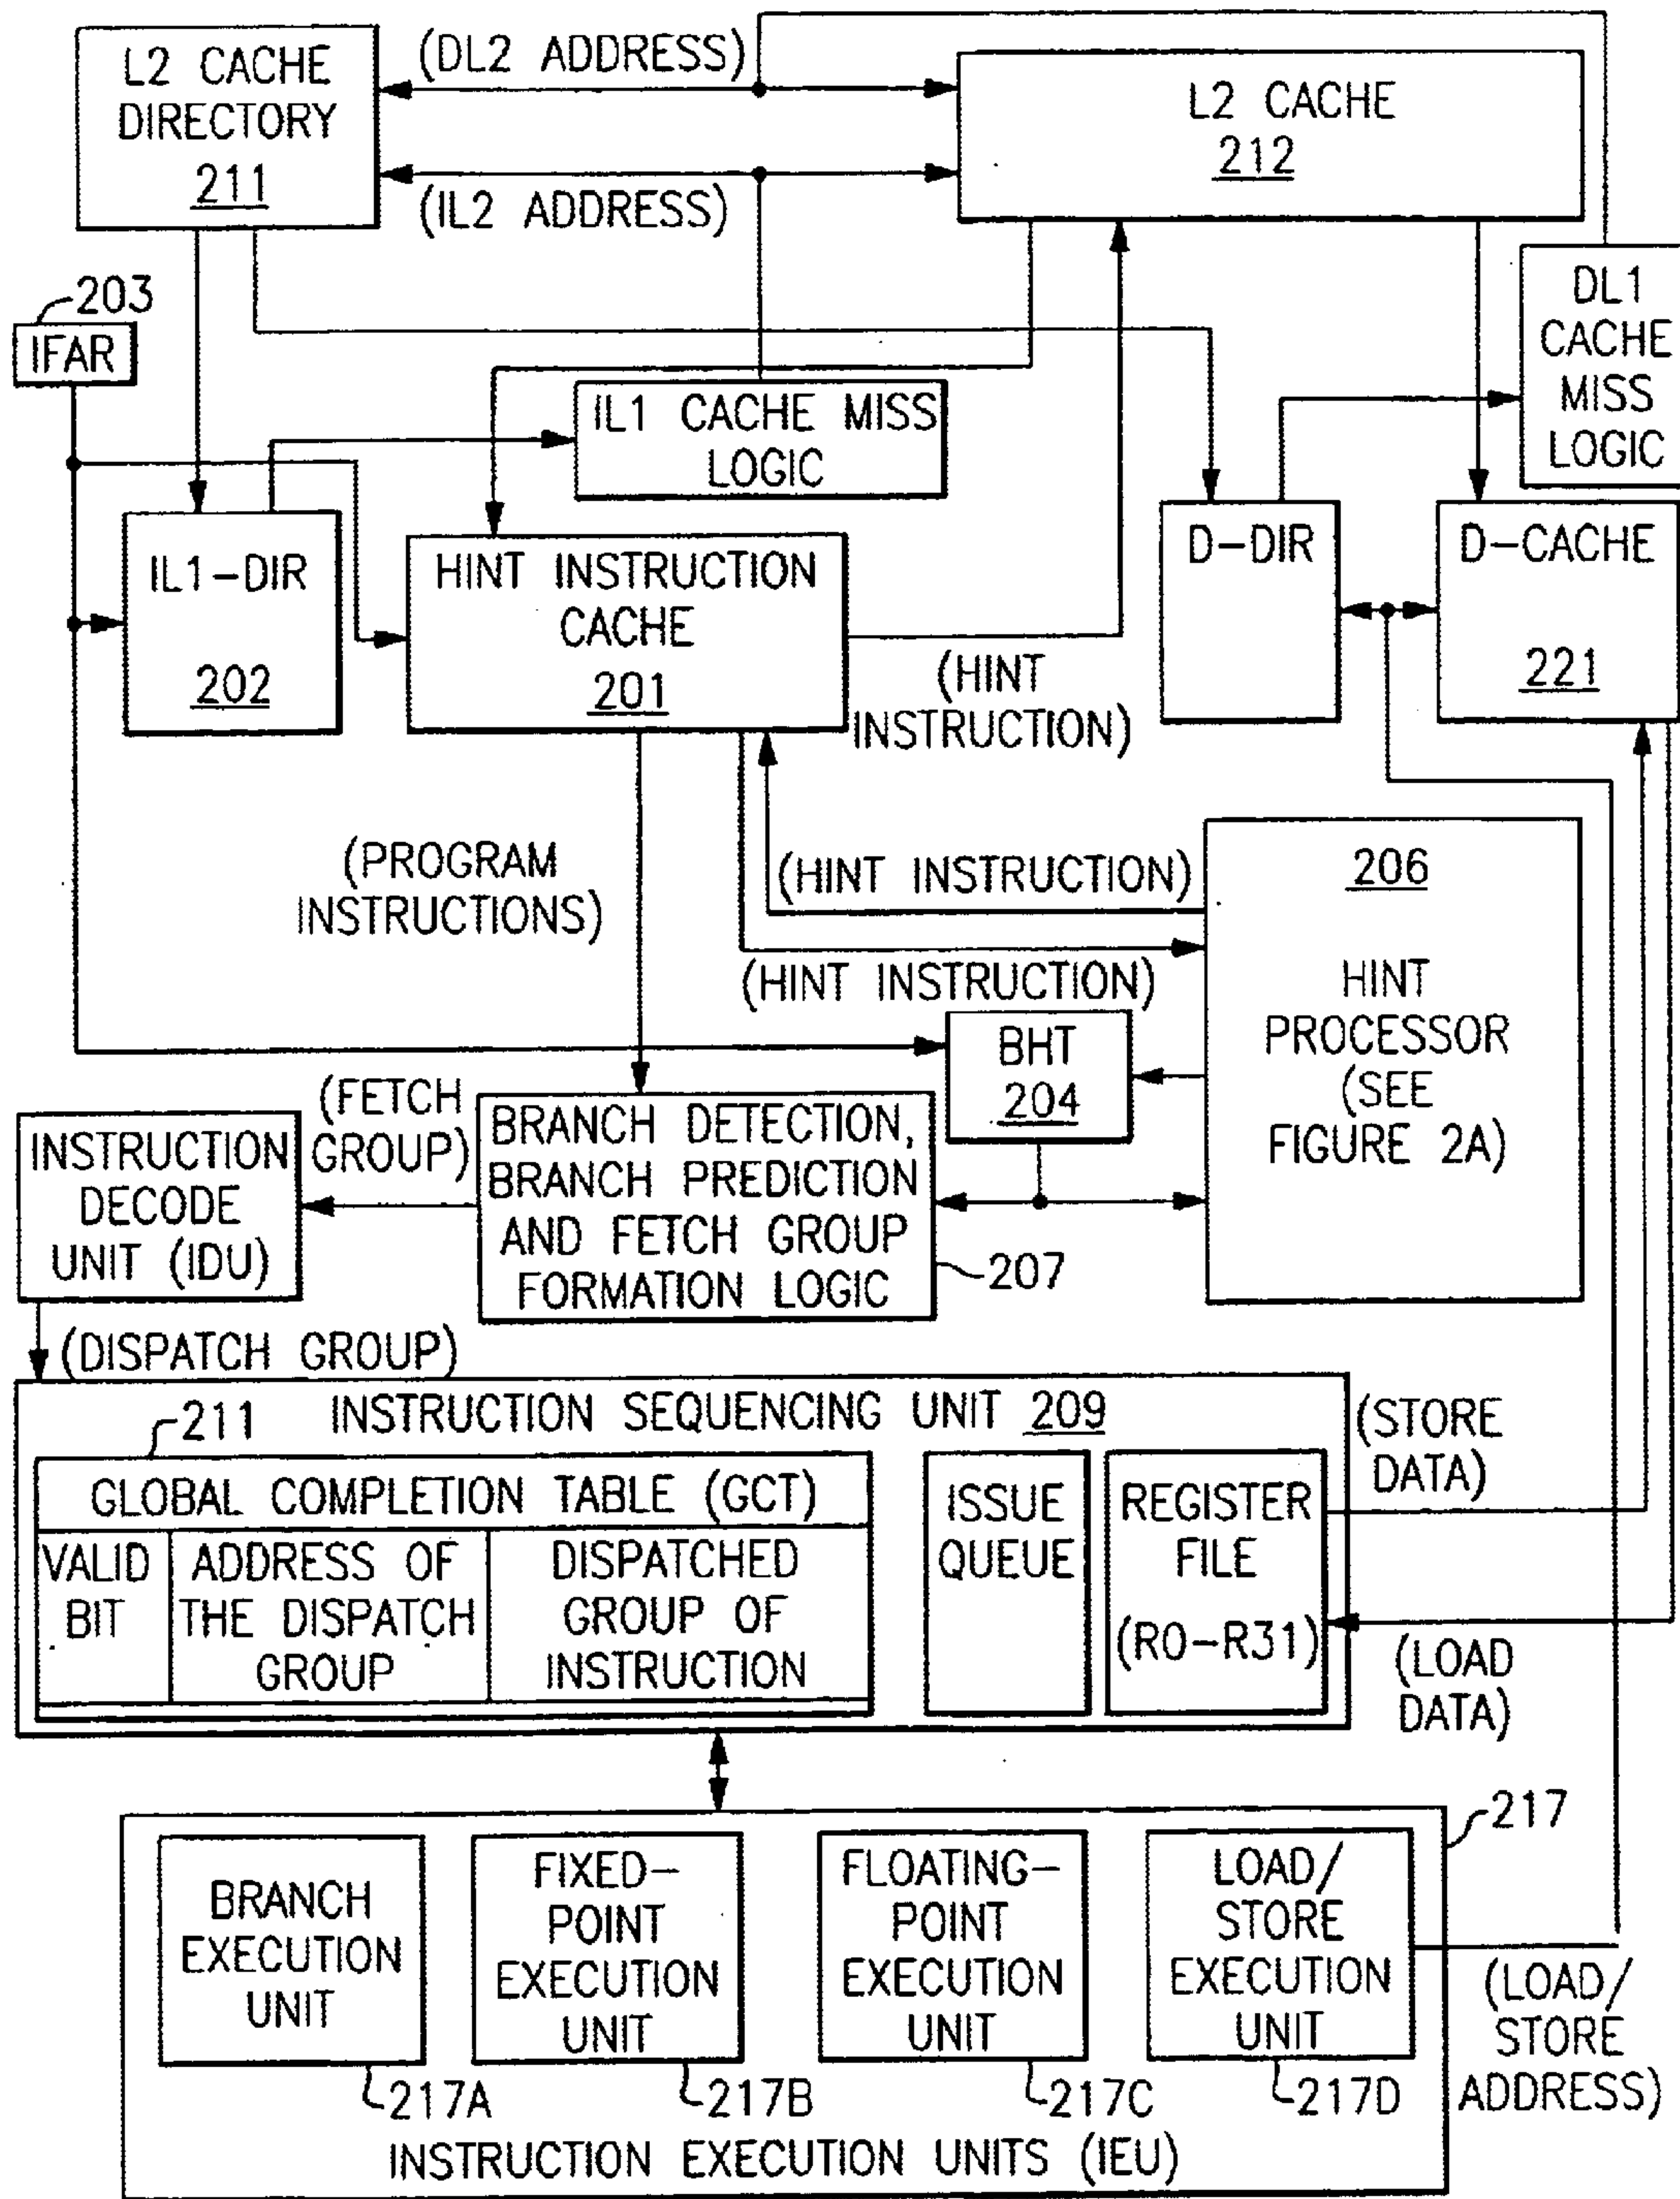 L2 CACHE
DIRECTORY
211
(DL2 ADDRESS)
(IL2 ADDRESS)
L2 CACHE
212
203
IFAR
IL1 CACHE MISS
LOGIC
DL1
CACHE
MISS
LOGIC
IL1-DIR
202
HINT INSTRUCTION
CACHE
201
(HINT
INSTRUCTION)
D-DIR
D-CACHE
221
(PROGRAM
INSTRUCTIONS)
(HINT INSTRUCTION)
(HINT INSTRUCTION)
206
HINT
PROCESSOR
(SEE
FIGURE 2A)
BHT
204
(FETCH
GROUP)
INSTRUCTION
DECODE
UNIT (IDU)
BRANCH DETECTION,
BRANCH PREDICTION
AND FETCH GROUP
FORMATION LOGIC
207
(DISPATCH GROUP)
INSTRUCTION SEQUENCING UNIT 209
211
GLOBAL COMPLETION TABLE (GCT)
VALID
BIT
ADDRESS OF
THE DISPATCH
GROUP
DISPATCHED
GROUP OF
INSTRUCTION
ISSUE
QUEUE
REGISTER
FILE
(R0-R31)
(STORE
DATA)
(LOAD
DATA)
217
BRANCH
EXECUTION
UNIT
217A
FIXED-
POINT
EXECUTION
UNIT
217B
FLOATING-
POINT
EXECUTION
UNIT
217C
LOAD/
STORE
EXECUTION
UNIT
217D
(LOAD/
STORE
ADDRESS)
INSTRUCTION EXECUTION UNITS (IEU)